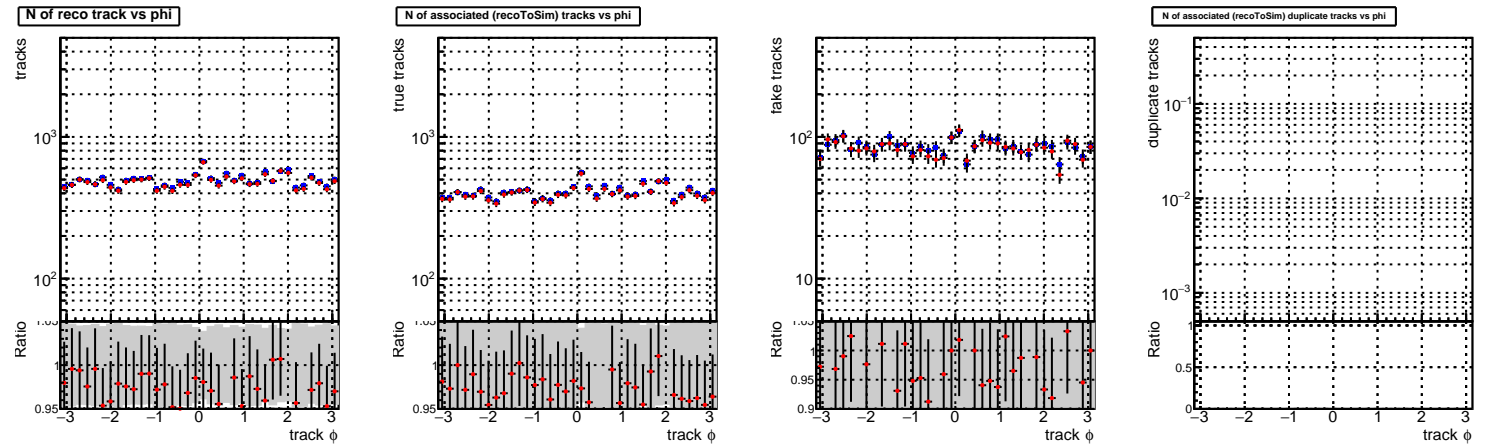 N of reco track vs phi
tracks
10³
10²
Ratio
1.05
1
0.95
−3 −2 −1 0 1 2 3
track ϕ
N of associated (recoToSim) tracks vs phi
true tracks
10³
10²
Ratio
1.05
1
0.95
−3 −2 −1 0 1 2 3
track ϕ
fake tracks
10²
10
Ratio
1
0.95
0.9
−3 −2 −1 0 1 2 3
track ϕ
N of associated (recoToSim) duplicate tracks vs phi
duplicate tracks
10⁻¹
10⁻²
10⁻³
Ratio
1
0.5
0
−3 −2 −1 0 1 2 3
track ϕ